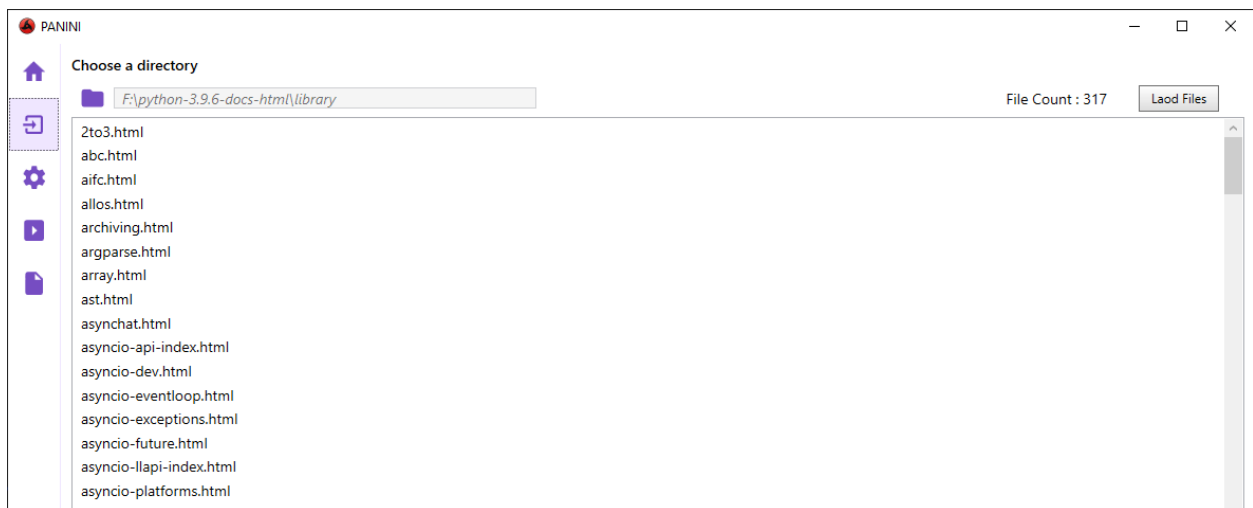 PANINI
Choose a directory
F:\python-3.9.6-docs-html\library File Count : 317 Laod Files
2to3.html
abc.html
aifc.html
allos.html
archiving.html
argparse.html
array.html
ast.html
asynchat.html
asyncio-api-index.html
asyncio-dev.html
asyncio-eventloop.html
asyncio-exceptions.html
asyncio-future.html
asyncio-llapi-index.html
asyncio-platforms.html